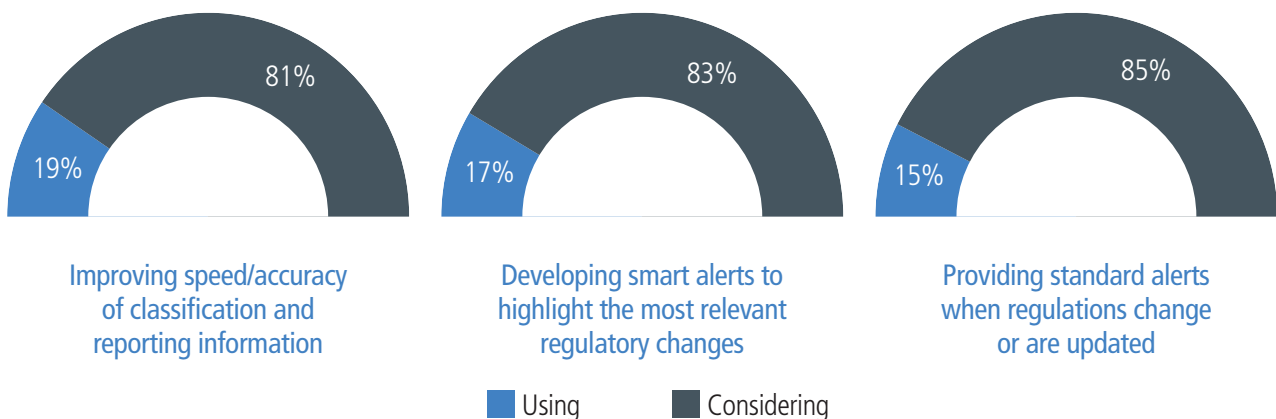 81%
19%
83%
17%
85%
15%
Improving speed/accuracy
of classification and
reporting information
Developing smart alerts to
highlight the most relevant
regulatory changes
Providing standard alerts
when regulations change
or are updated
Using
Considering